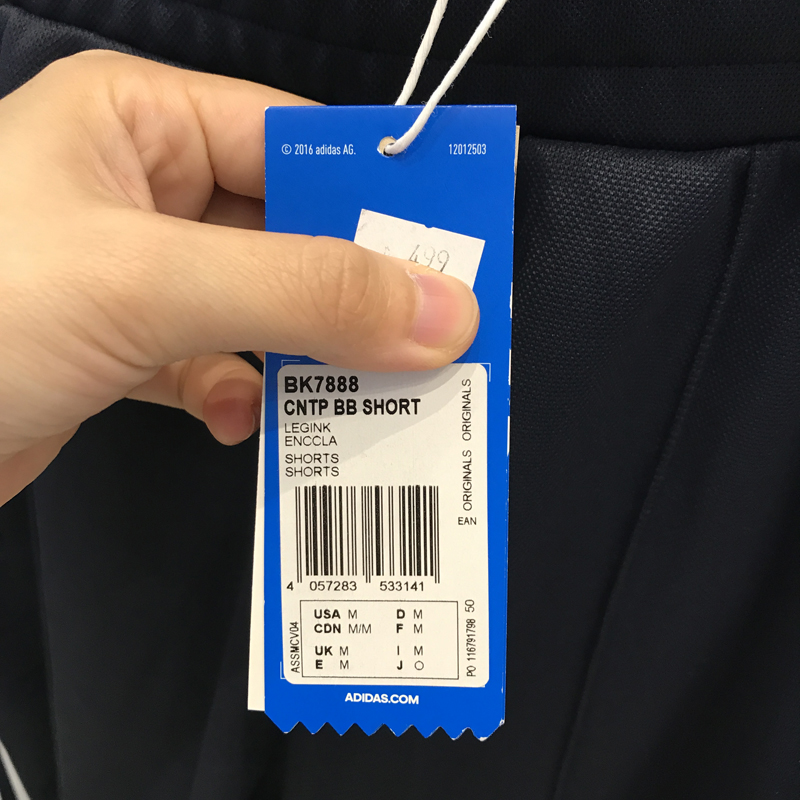 © 2016 adidas AG.
12012503
499
BK7888
CNTP BB SHORT
LEGINK
ENCCLA
SHORTS
SHORTS
ORIGINALS ORIGINALS
EAN
4 057283 533141
ASSMCV04
USA M D M
CDN M/M F M
UK M I M
E M J O
PO 116791798 50
ADIDAS.COM